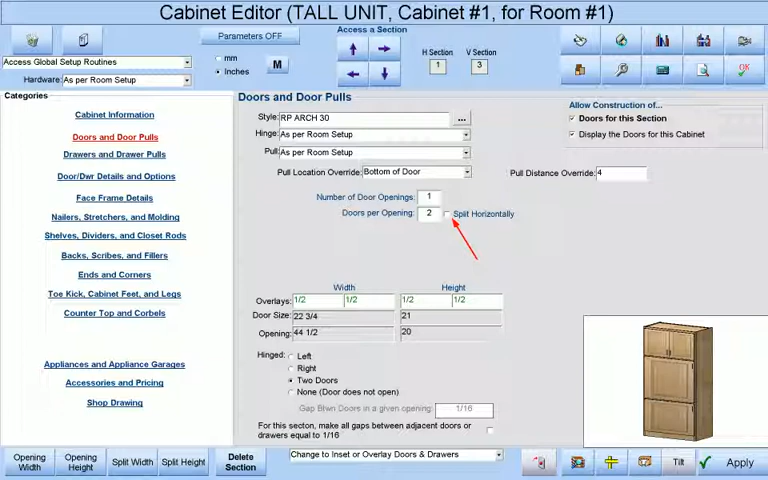 Cabinet Editor (TALL UNIT, Cabinet #1, for Room #1)
Parameters OFF
Access a Section
Access Global Setup Routines
mm
Inches
M
H Section
V Section
1
3
Hardware: As per Room Setup
OK
Categories
Cabinet Information
Doors and Door Pulls
Drawers and Drawer Pulls
Door/Dwr Details and Options
Face Frame Details
Nailers, Stretchers, and Molding
Shelves, Dividers, and Closet Rods
Backs, Scribes, and Fillers
Ends and Corners
Toe Kick, Cabinet Feet, and Legs
Counter Top and Corbels
Appliances and Appliance Garages
Accessories and Pricing
Shop Drawing
Doors and Door Pulls
Style: RP ARCH 30
...
Hinge: As per Room Setup
Pull: As per Room Setup
Pull Location Override: Bottom of Door
Pull Distance Override: 4
Allow Construction of...
Doors for this Section
Display the Doors for this Cabinet
Number of Door Openings: 1
Doors per Opening: 2
Split Horizontally
Width
Height
Overlays: 1/2 1/2 1/2 1/2
Door Size: 22 3/4 21
Opening: 44 1/2 20
Hinged: Left
Right
Two Doors
None (Door does not open)
Gap Btwn Doors in a given opening: 1/16
For this secton, make all gaps between adjacent doors or
drawers equal to 1/16
Opening Width
Opening Height
Split Width
Split Height
Delete Section
Change to Inset or Overlay Doors & Drawers
Tilt
Apply